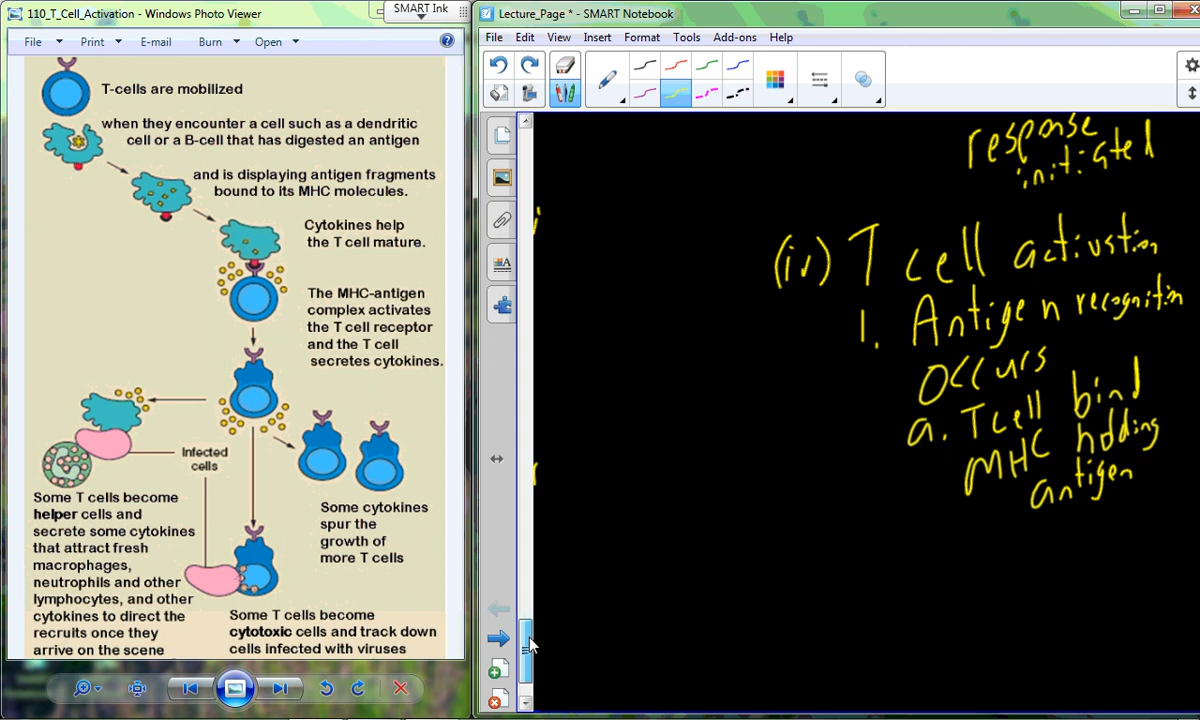 110_T_Cell_Activation - Windows Photo Viewer
SMART Ink
File Print E-mail Burn Open
T-cells are mobilized
when they encounter a cell such as a dendritic
cell or a B-cell that has digested an antigen
and is displaying antigen fragments
bound to its MHC molecules.
Cytokines help
the T cell mature.
The MHC-antigen
complex activates
the T cell receptor
and the T cell
secretes cytokines.
Infected
cells
Some T cells become
helper cells and
secrete some cytokines
that attract fresh
macrophages,
neutrophils and other
lymphocytes, and other
cytokines to direct the
recruits once they
arrive on the scene
Some cytokines
spur the
growth of
more T cells
Some T cells become
cytotoxic cells and track down
cells infected with viruses
Lecture_Page * - SMART Notebook
File Edit View Insert Format Tools Add-ons Help
response
initiated
(iv) T cell activation
1. Antigen recognition
occurs
a. T cell bind
MHC holding
antigen